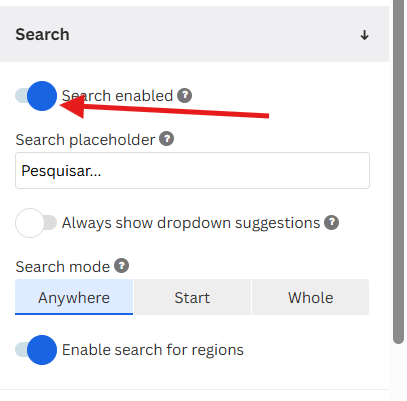 Search
Search enabled
Search placeholder
Pesquisar...
Always show dropdown suggestions
Search mode
Anywhere Start Whole
Enable search for regions